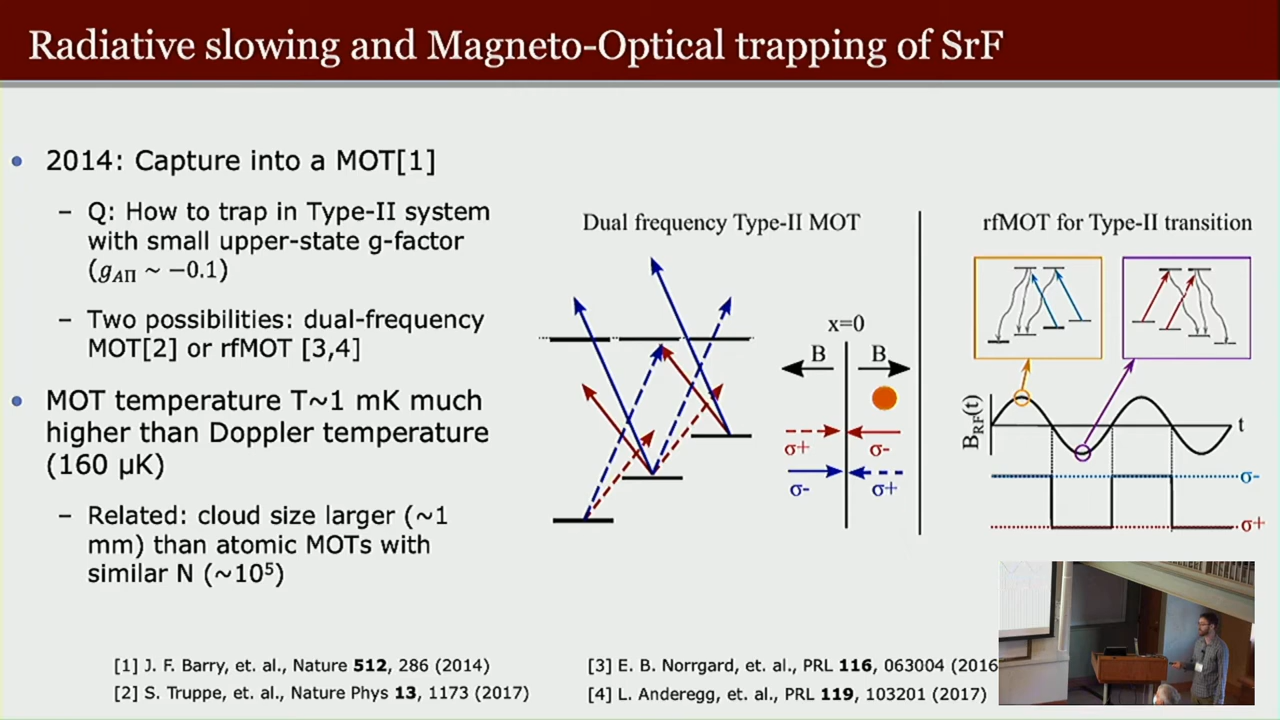 Radiative slowing and Magneto-Optical trapping of SrF
• 2014: Capture into a MOT[1]
– Q: How to trap in Type-II system
with small upper-state g-factor
(g_{AΠ} ~ −0.1)
– Two possibilities: dual-frequency
MOT[2] or rfMOT [3,4]
• MOT temperature T~1 mK much
higher than Doppler temperature
(160 μK)
– Related: cloud size larger (~1
mm) than atomic MOTs with
similar N (~10⁵)
Dual frequency Type-II MOT
x=0
B B
σ+ σ-
σ- σ+
rfMOT for Type-II transition
B_{RF}(t)
t
σ-
σ+
[1] J. F. Barry, et. al., Nature 512, 286 (2014)
[2] S. Truppe, et. al., Nature Phys 13, 1173 (2017)
[3] E. B. Norrgard, et. al., PRL 116, 063004 (2016
[4] L. Anderegg, et. al., PRL 119, 103201 (2017)